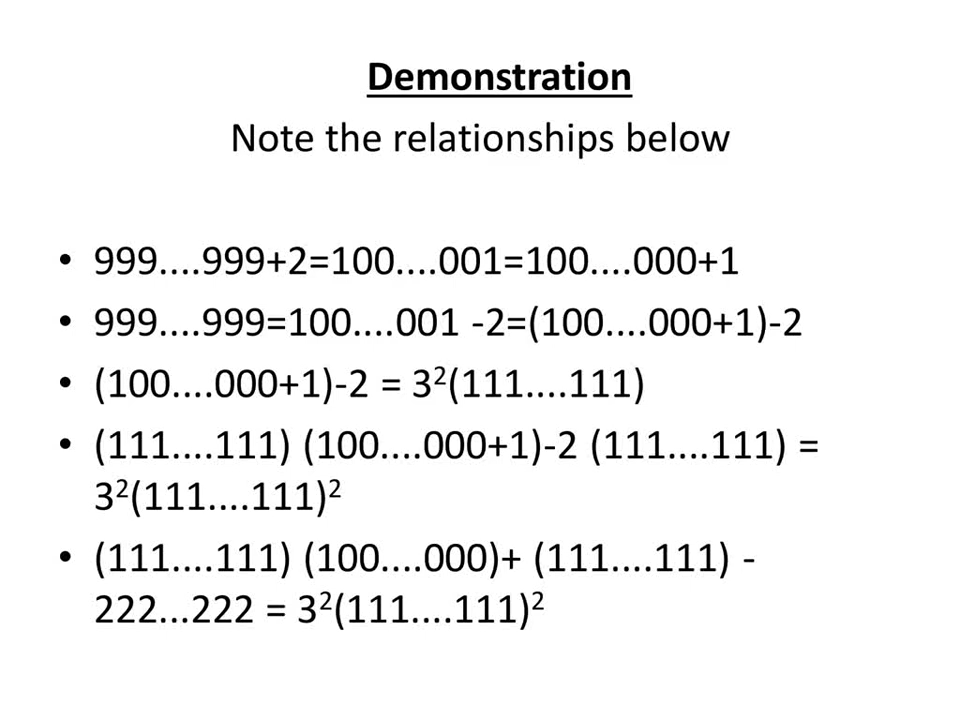 Demonstration
Note the relationships below
• 999....999+2=100....001=100....000+1
• 999....999=100....001 -2=(100....000+1)-2
• (100....000+1)-2 = 3²(111....111)
• (111....111) (100....000+1)-2 (111....111) =
3²(111....111)²
• (111....111) (100....000)+ (111....111) -
222...222 = 3²(111....111)²